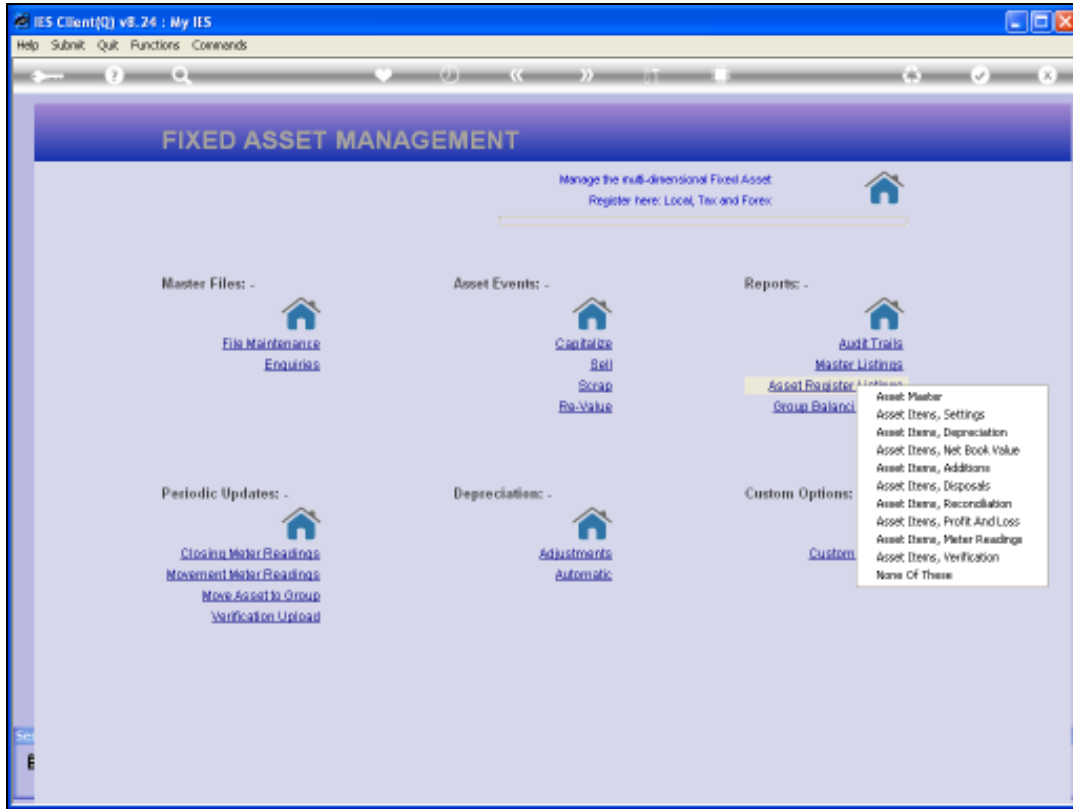 IES Client(Q) v8.24 : My IES
Help Submit Quit Functions Commands
FIXED ASSET MANAGEMENT
Manage the multi-dimensional Fixed Asset
Register here: Local, Tax and Forex
Master Files: -
File Maintenance
Enquiries
Asset Events: -
Capitalize
Sell
Scrap
Re-Value
Reports: -
Audit Trails
Master Listings
Asset Register Listings
Group Balanci
Asset Master
Asset Items, Settings
Asset Items, Depreciation
Asset Items, Net Book Value
Asset Items, Additions
Asset Items, Disposals
Asset Items, Reconciliation
Asset Items, Profit And Loss
Asset Items, Meter Readings
Asset Items, Verification
None Of These
Periodic Updates: -
Closing Meter Readings
Movement Meter Readings
Move Asset to Group
Verification Upload
Depreciation: -
Adjustments
Automatic
Custom Options:
Custom
Ses